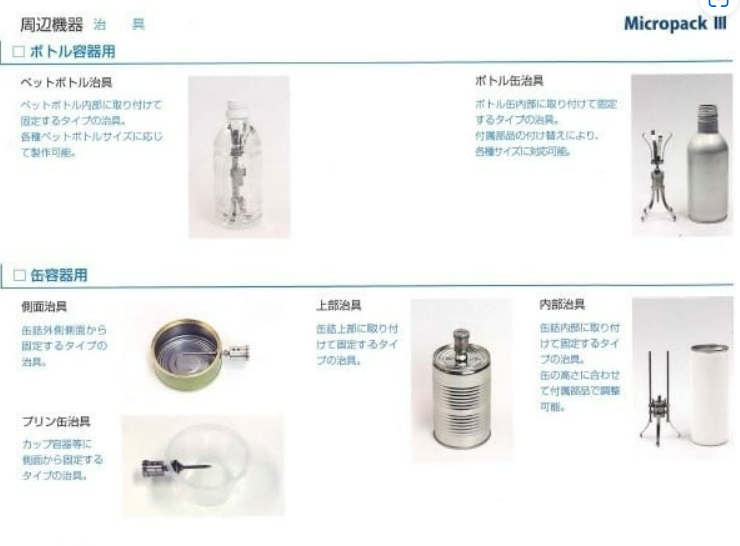 周辺機器 治 具
Micropack III
□ ボトル容器用
ペットボトル治具
ペットボトル内部に取り付けて
固定するタイプの治具。
各種ペットボトルサイズに応じ
て製作可能。
ボトル缶治具
ボトル缶内部に取り付けて固定
するタイプの治具。
付属部品の付け替えにより、
各種サイズに対応可能。
□ 缶容器用
側面治具
缶詰外側側面から
固定するタイプの
治具。
上部治具
缶詰上部に取り付
けて固定するタイ
プの治具。
内部治具
缶詰内部に取り付
けて固定するタイ
プの治具。
缶の高さに合わせ
て付属部品で調整
可能。
プリン缶治具
カップ容器等に
側面から固定する
タイプの治具。